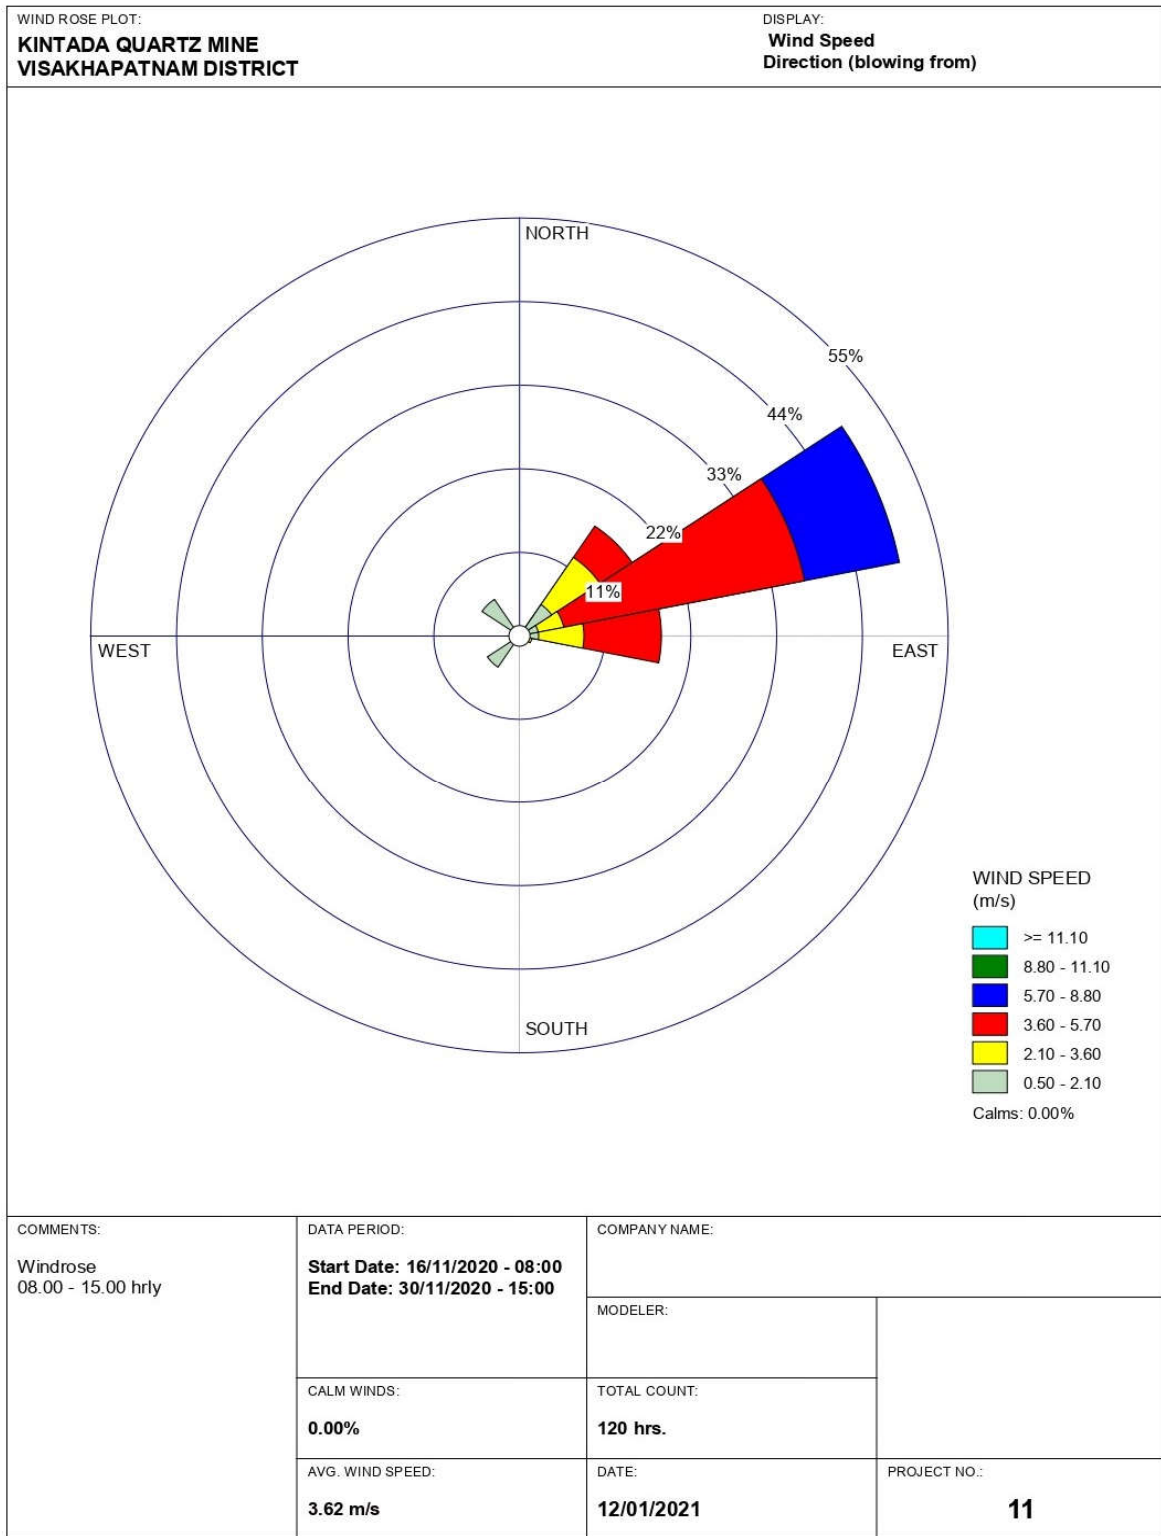 WIND ROSE PLOT:
KINTADA QUARTZ MINE
VISAKHAPATNAM DISTRICT
DISPLAY:
Wind Speed
Direction (blowing from)
NORTH
55%
44%
33%
22%
11%
WEST
EAST
SOUTH
WIND SPEED
(m/s)
>= 11.10
8.80 - 11.10
5.70 - 8.80
3.60 - 5.70
2.10 - 3.60
0.50 - 2.10
Calms: 0.00%
COMMENTS:
Windrose
08.00 - 15.00 hrly
DATA PERIOD:
Start Date: 16/11/2020 - 08:00
End Date: 30/11/2020 - 15:00
COMPANY NAME:
MODELER:
CALM WINDS:
0.00%
TOTAL COUNT:
120 hrs.
AVG. WIND SPEED:
3.62 m/s
DATE:
12/01/2021
PROJECT NO.:
11